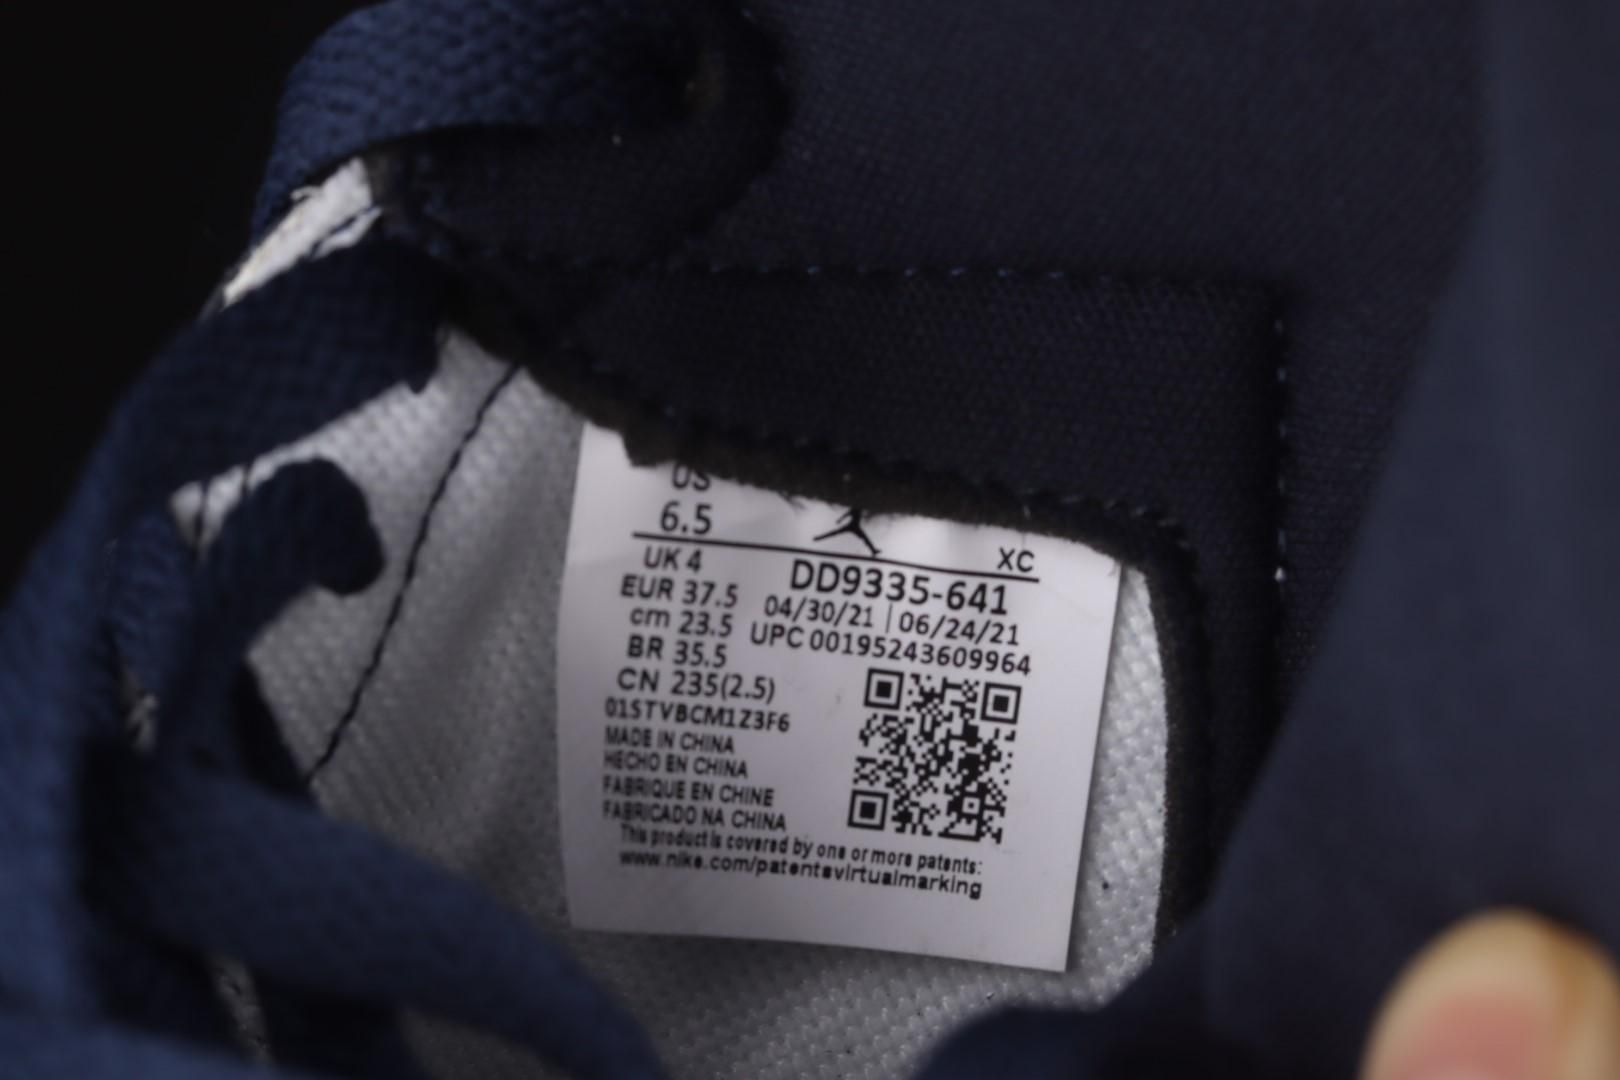 US
6.5
XC
UK 4
DD9335-641
EUR 37.5
04/30/21 | 06/24/21
cm 23.5
UPC 00195243609964
BR 35.5
CN 235(2.5)
01STVBCM1Z3F6
MADE IN CHINA
HECHO EN CHINA
FABRIQUE EN CHINE
FABRICADO NA CHINA
This product is covered by one or more patents:
www.nike.com/patentsvirtualmarking